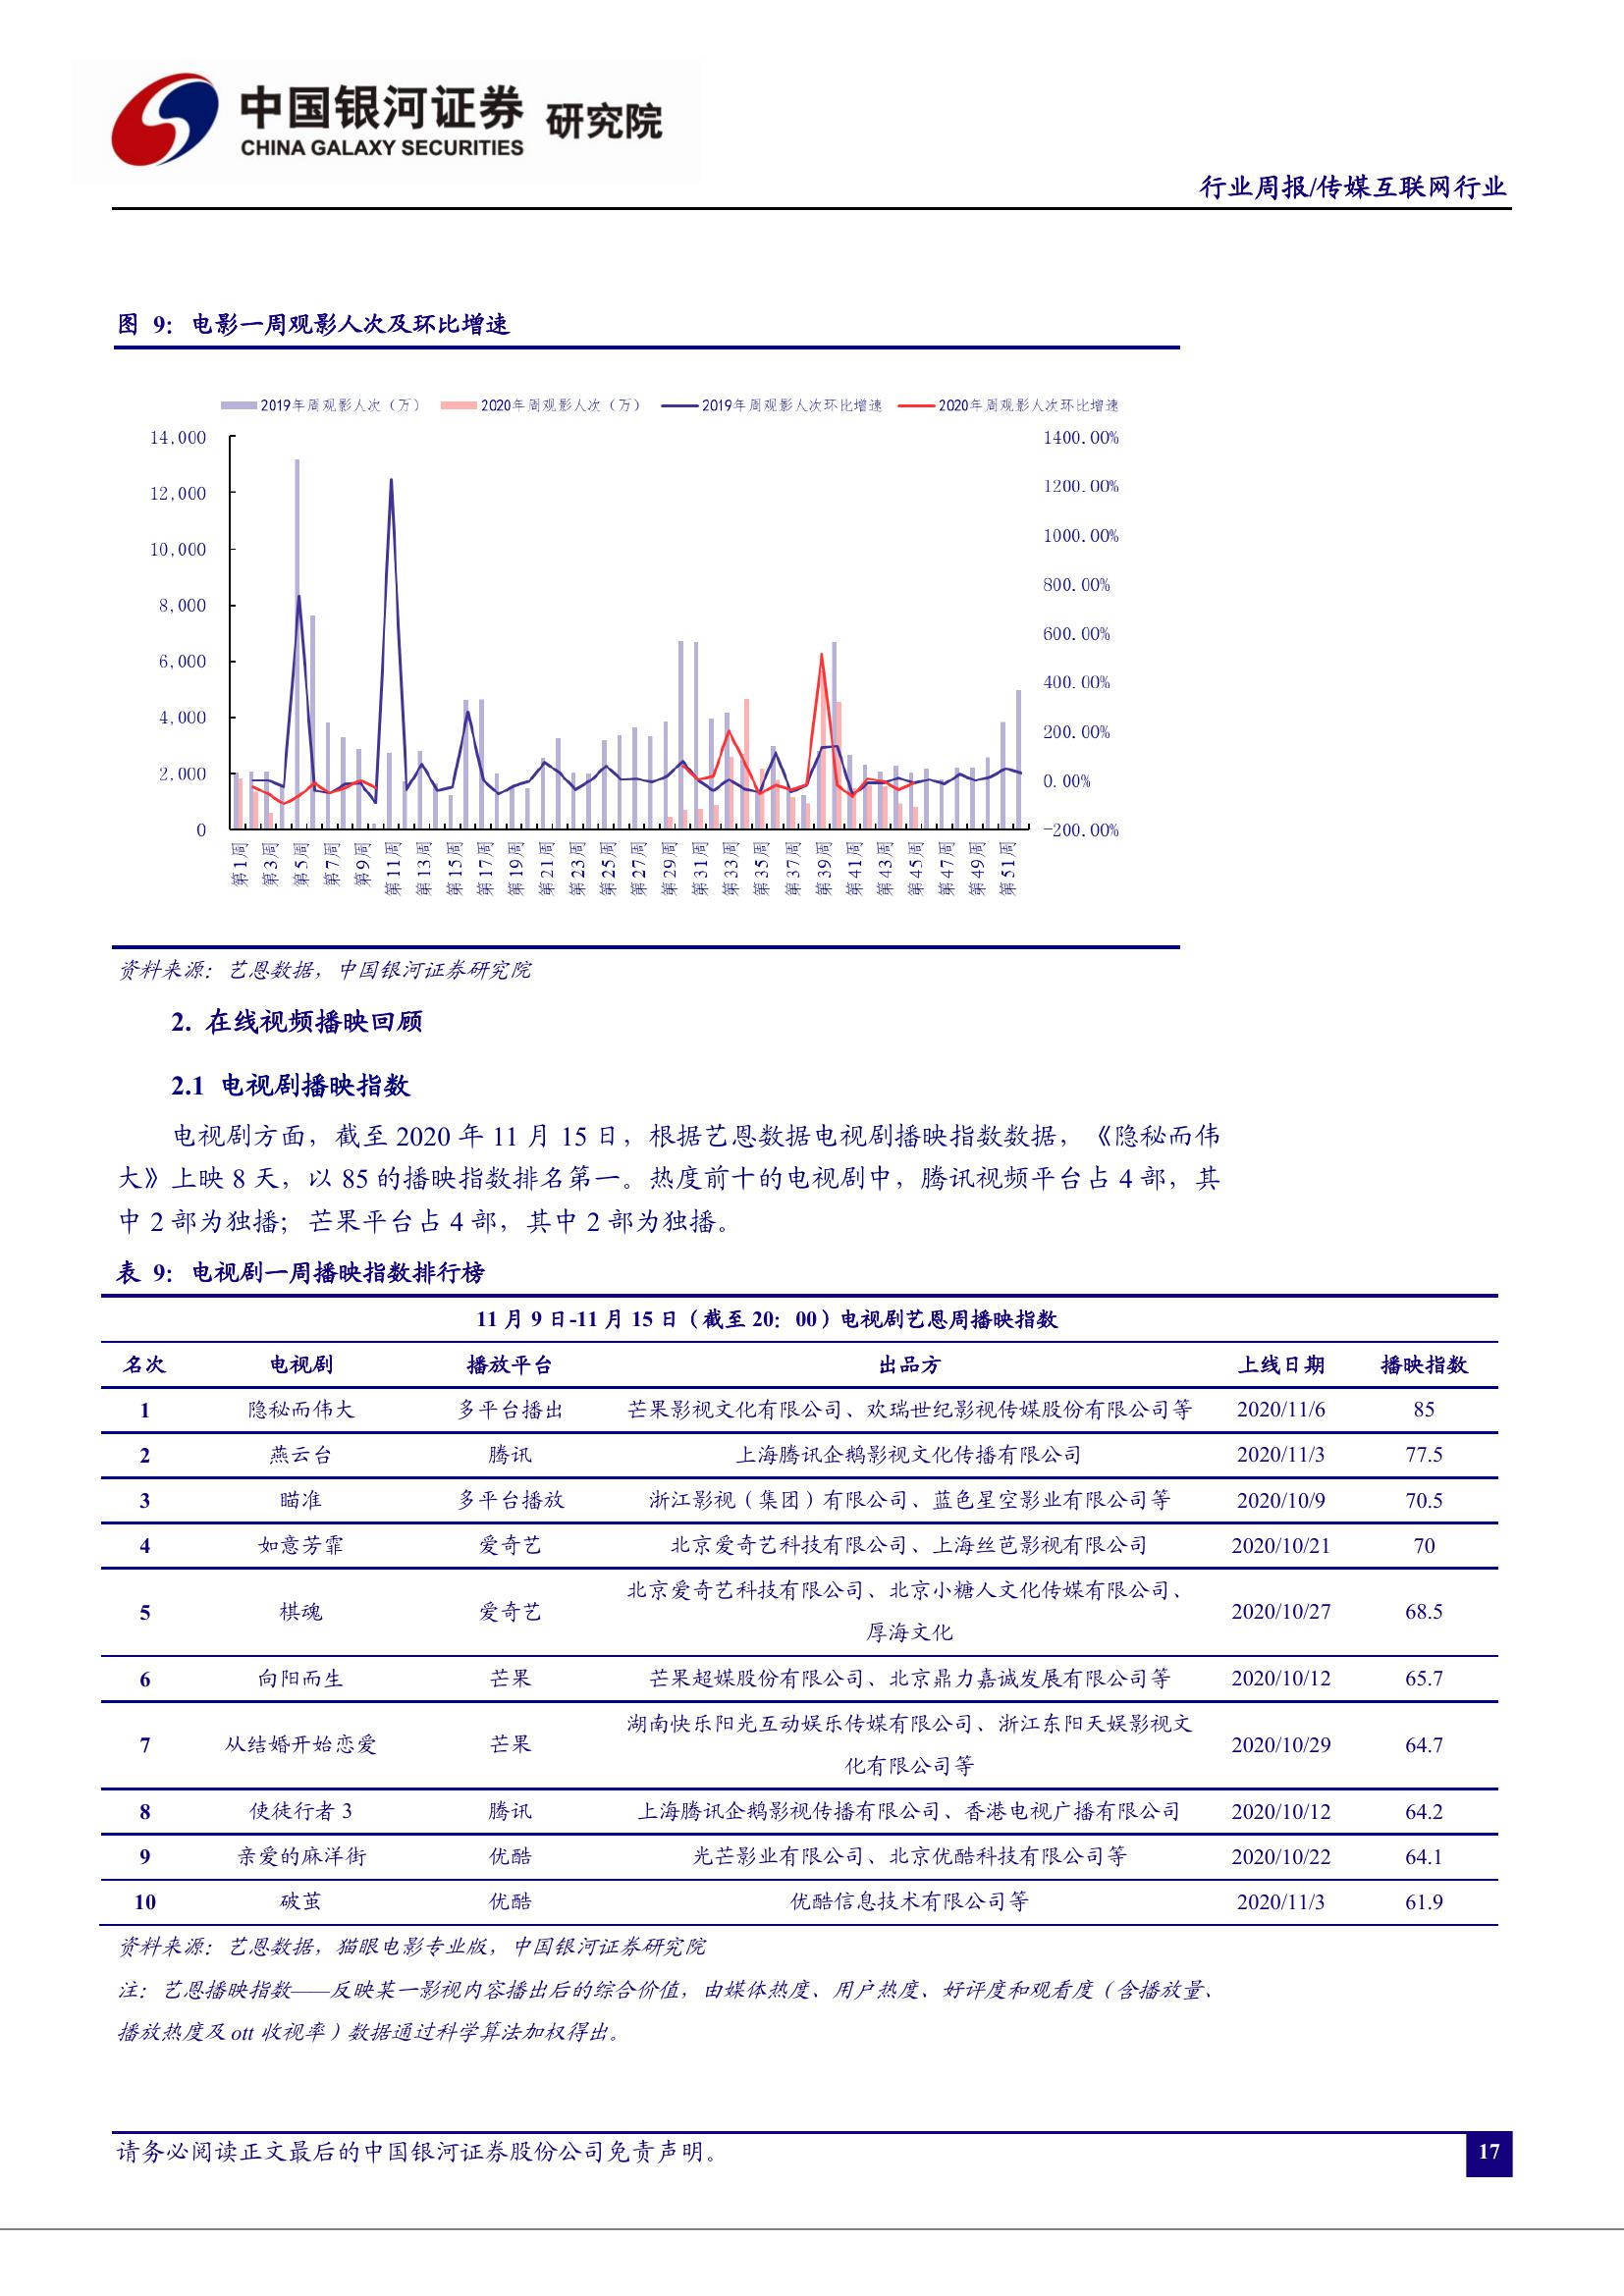 中国银河证券 研究院
CHINA GALAXY SECURITIES
行业周报/传媒互联网行业
图 9：电影一周观影人次及环比增速
2019年周观影人次（万） 2020年周观影人次（万） 2019年周观影人次环比增速 2020年周观影人次环比增速
14,000 1400.00%
12,000 1200.00%
10,000 1000.00%
8,000 800.00%
6,000 600.00%
4,000 400.00%
2,000 200.00%
0 0.00%
-200.00%
第1周 第3周 第5周 第7周 第9周 第11周 第13周 第15周 第17周 第19周 第21周 第23周 第25周 第27周 第29周 第31周 第33周 第35周 第37周 第39周 第41周 第43周 第45周 第47周 第49周 第51周
资料来源：艺恩数据，中国银河证券研究院
2. 在线视频播映回顾
2.1 电视剧播映指数
电视剧方面，截至 2020 年 11 月 15 日，根据艺恩数据电视剧播映指数数据，《隐秘而伟
大》上映 8 天，以 85 的播映指数排名第一。热度前十的电视剧中，腾讯视频平台占 4 部，其
中 2 部为独播；芒果平台占 4 部，其中 2 部为独播。
表 9：电视剧一周播映指数排行榜
11 月 9 日-11 月 15 日（截至 20：00）电视剧艺恩周播映指数
名次 电视剧 播放平台 出品方 上线日期 播映指数
1 隐秘而伟大 多平台播出 芒果影视文化有限公司、欢瑞世纪影视传媒股份有限公司等 2020/11/6 85
2 燕云台 腾讯 上海腾讯企鹅影视文化传播有限公司 2020/11/3 77.5
3 瞄准 多平台播放 浙江影视（集团）有限公司、蓝色星空影业有限公司等 2020/10/9 70.5
4 如意芳霏 爱奇艺 北京爱奇艺科技有限公司、上海丝芭影视有限公司 2020/10/21 70
5 棋魂 爱奇艺 北京爱奇艺科技有限公司、北京小糖人文化传媒有限公司、
厚海文化 2020/10/27 68.5
6 向阳而生 芒果 芒果超媒股份有限公司、北京鼎力嘉诚发展有限公司等 2020/10/12 65.7
7 从结婚开始恋爱 芒果 湖南快乐阳光互动娱乐传媒有限公司、浙江东阳天娱影视文
化有限公司等 2020/10/29 64.7
8 使徒行者 3 腾讯 上海腾讯企鹅影视传播有限公司、香港电视广播有限公司 2020/10/12 64.2
9 亲爱的麻洋街 优酷 光芒影业有限公司、北京优酷科技有限公司等 2020/10/22 64.1
10 破茧 优酷 优酷信息技术有限公司等 2020/11/3 61.9
资料来源：艺恩数据，猫眼电影专业版，中国银河证券研究院
注：艺恩播映指数——反映某一影视内容播出后的综合价值，由媒体热度、用户热度、好评度和观看度（含播放量、
播放热度及 ott 收视率）数据通过科学算法加权得出。
请务必阅读正文最后的中国银河证券股份公司免责声明。
17